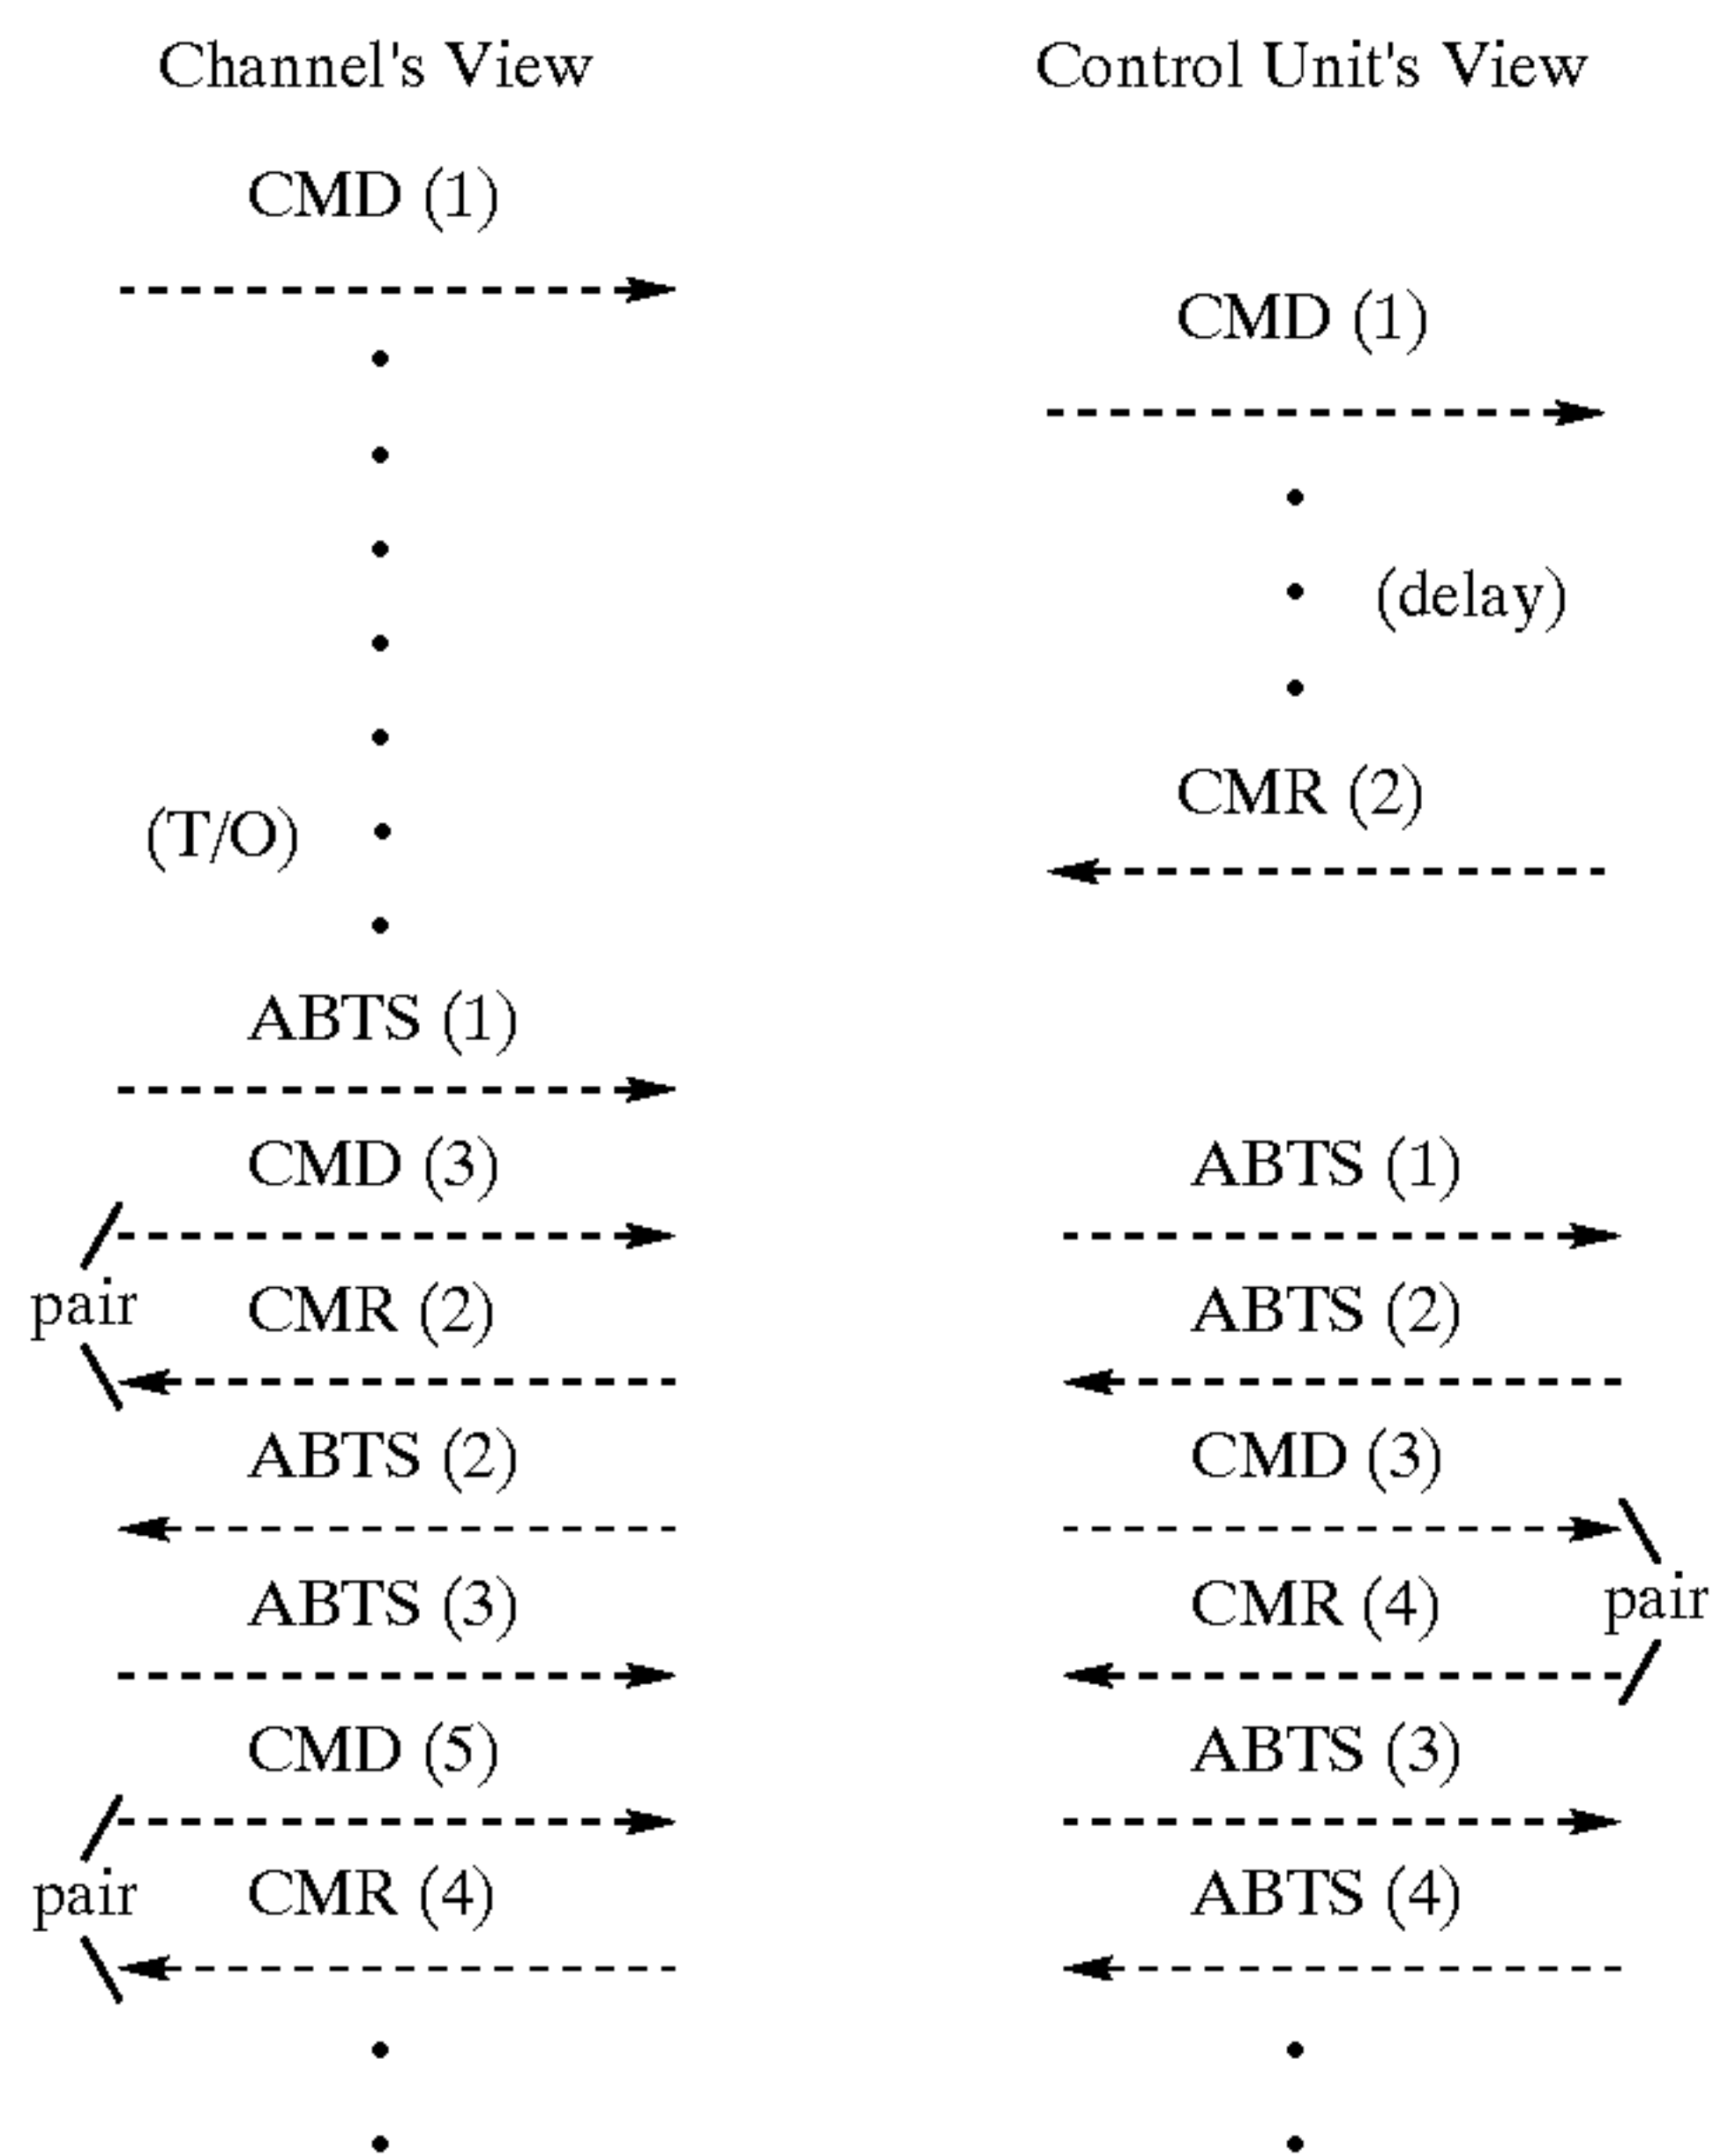 Channel's View
Control Unit's View
CMD (1)
CMD (1)
(delay)
CMR (2)
(T/O)
ABTS (1)
CMD (3)
ABTS (1)
pair
CMR (2)
ABTS (2)
ABTS (2)
CMD (3)
ABTS (3)
CMR (4)
pair
CMD (5)
ABTS (3)
pair
CMR (4)
ABTS (4)